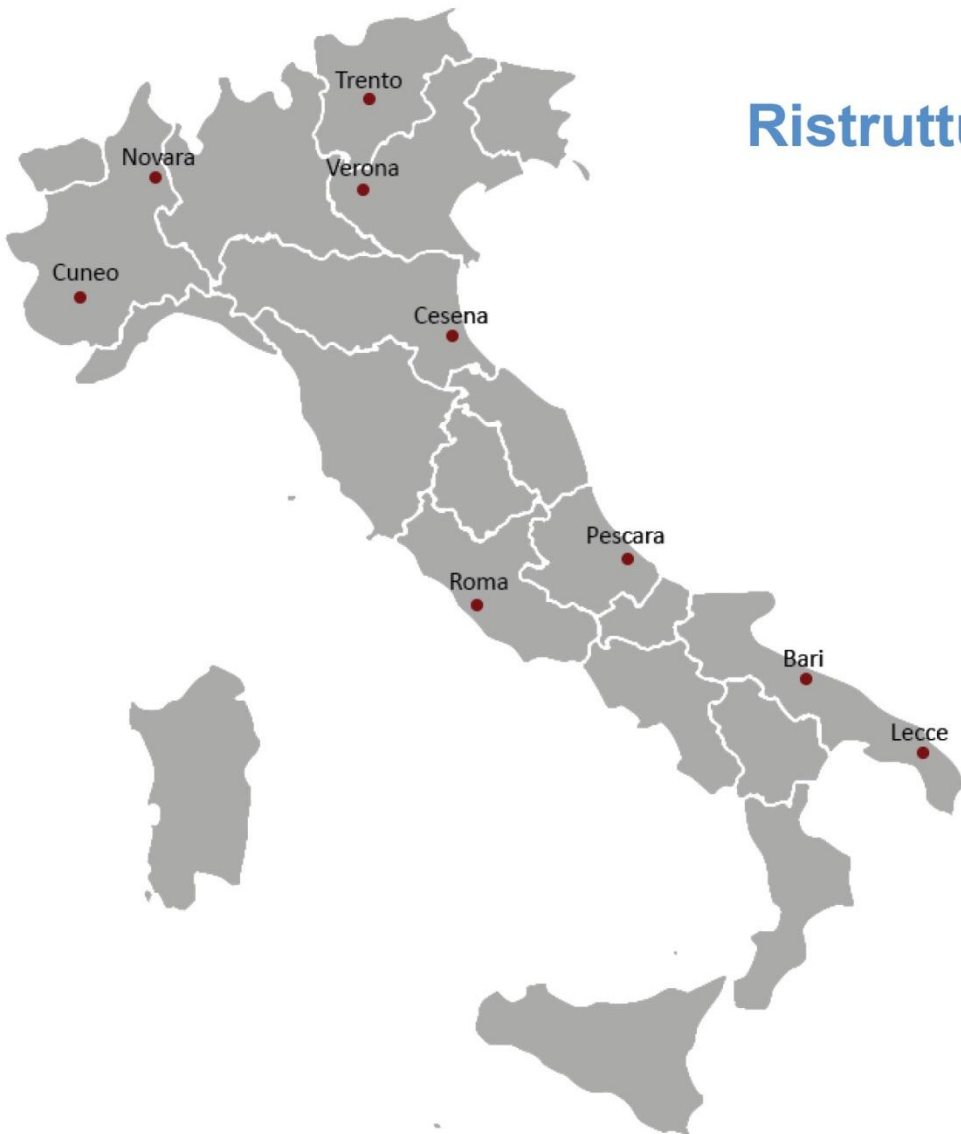 Trento
Ristruttu
Novara
Verona
Cuneo
Cesena
Pescara
Roma
Bari
Lecce